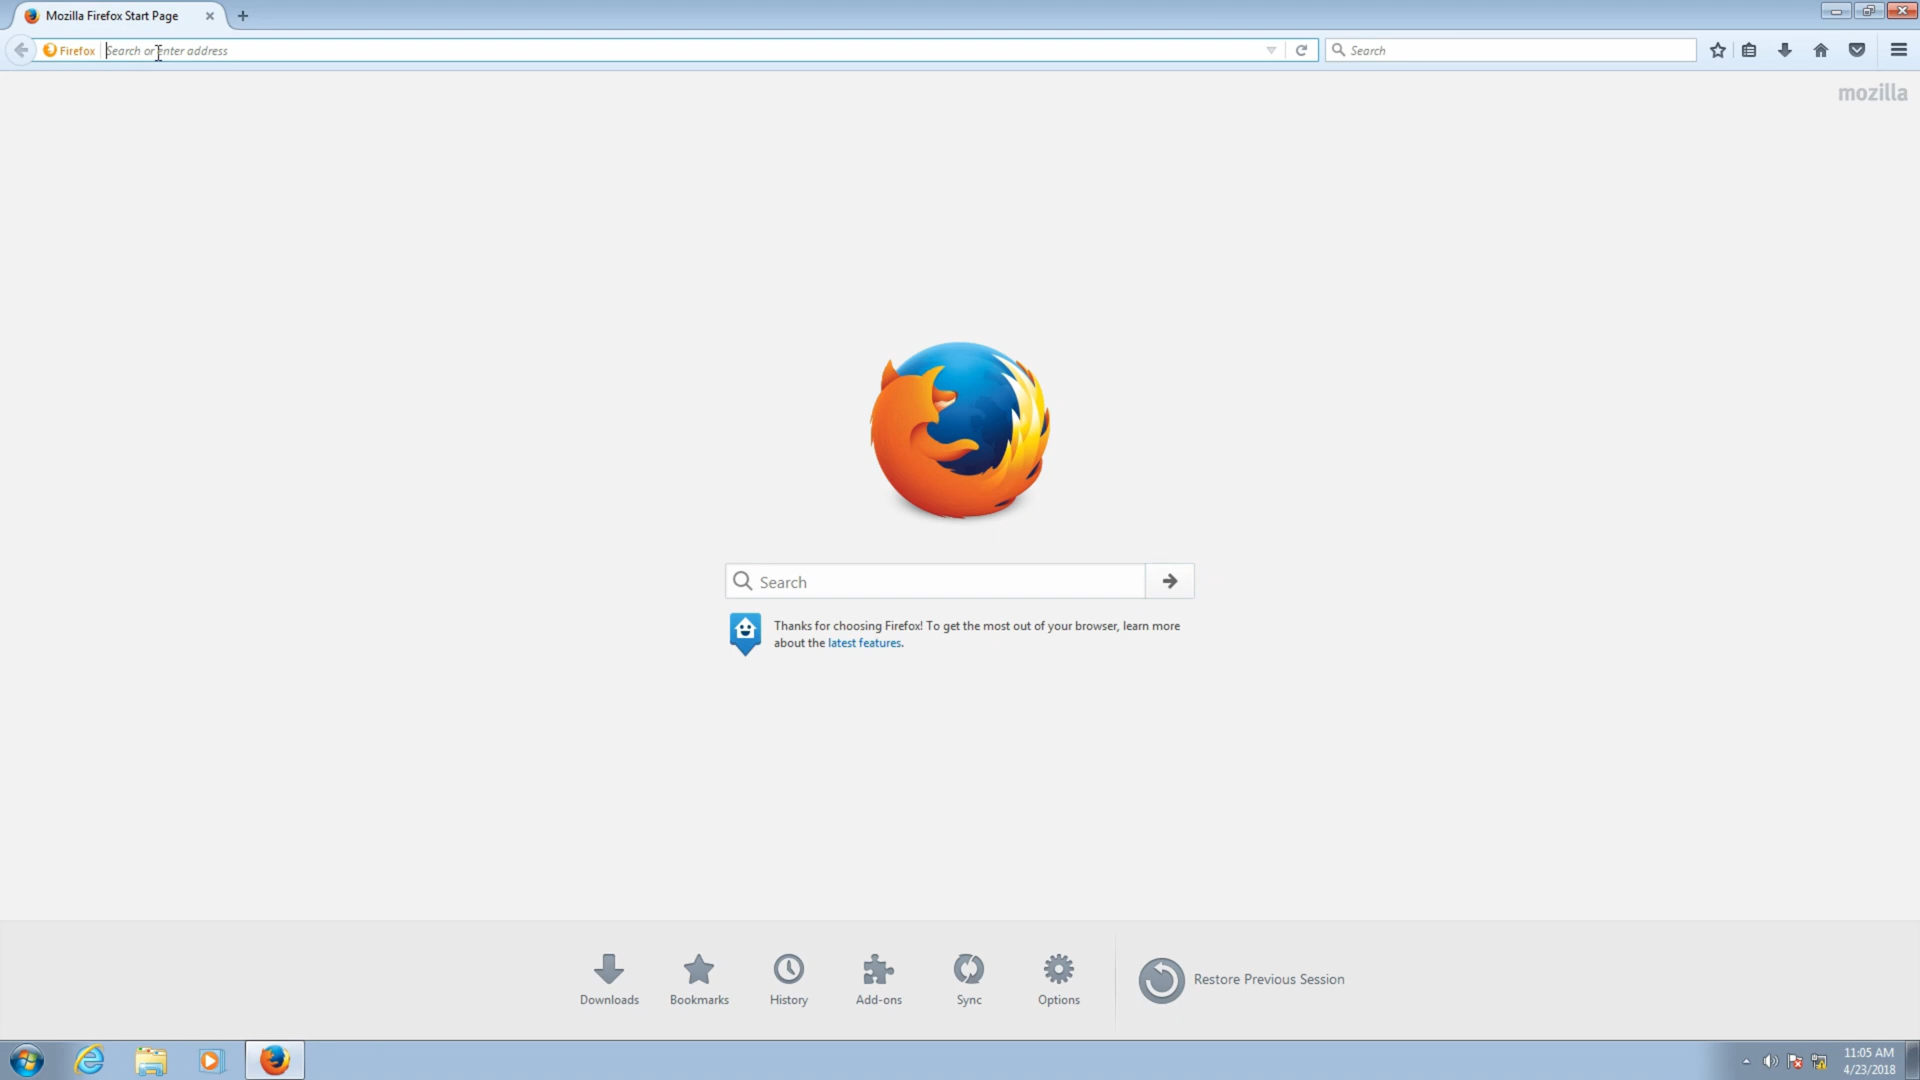 Mozilla Firefox Start Page
Firefox
Search or enter address
Search
mozilla
Search
Thanks for choosing Firefox! To get the most out of your browser, learn more
about the latest features.
Downloads
Bookmarks
History
Add-ons
Sync
Options
Restore Previous Session
11:05 AM
4/23/2018